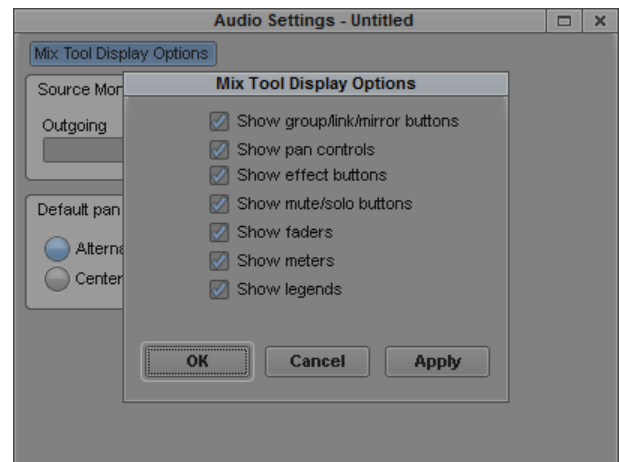 Audio Settings - Untitled
Mix Tool Display Options
Mix Tool Display Options
Source Mor
Show group/link/mirror buttons
Outgoing
Show pan controls
Show effect buttons
Show mute/solo buttons
Default pan
Show faders
Alterna
Show meters
Center
Show legends
OK Cancel Apply